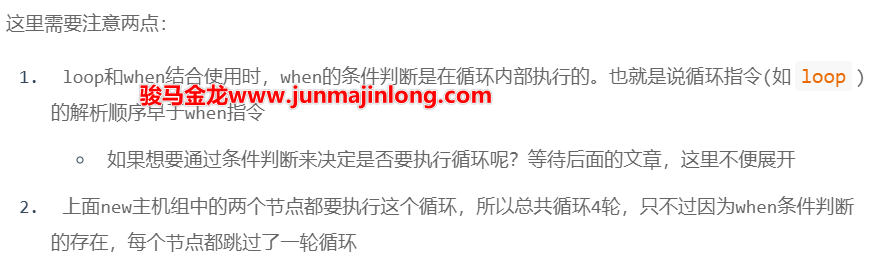 这里需要注意两点：
1. loop和when结合使用时，when的条件判断是在循环内部执行的。也就是说循环指令(如 loop )
骏马金龙www.junmajinlong.com
的解析顺序早于when指令
○ 如果想要通过条件判断来决定是否要执行循环呢？等待后面的文章，这里不便展开
2. 上面new主机组中的两个节点都要执行这个循环，所以总共循环4轮，只不过因为when条件判断
的存在，每个节点都跳过了一轮循环